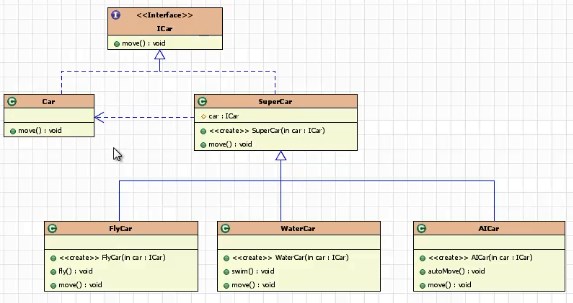 I
<<Interface>>
ICar
move() : void
C
Car
move() : void
C
SuperCar
car : ICar
<<create>> SuperCar(in car : ICar)
move() : void
C
FlyCar
<<create>> FlyCar(in car : ICar)
fly() : void
move() : void
C
WaterCar
<<create>> WaterCar(in car : ICar)
swim() : void
move() : void
C
AICar
<<create>> AICar(in car : ICar)
autoMove() : void
move() : void